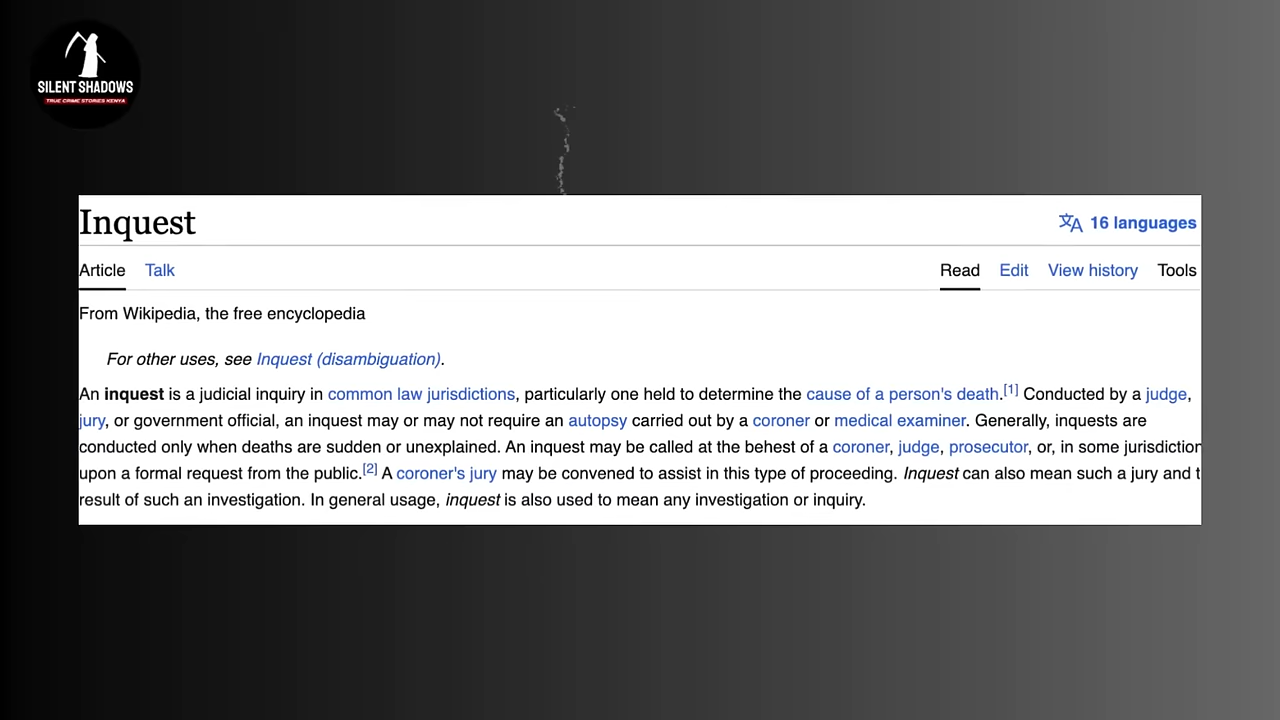 SILENT SHADOWS
TRUE CRIME STORIES KENYA
Inquest
16 languages
Article Talk Read Edit View history Tools
From Wikipedia, the free encyclopedia
For other uses, see Inquest (disambiguation).
An inquest is a judicial inquiry in common law jurisdictions, particularly one held to determine the cause of a person's death.[1] Conducted by a judge,
jury, or government official, an inquest may or may not require an autopsy carried out by a coroner or medical examiner. Generally, inquests are
conducted only when deaths are sudden or unexplained. An inquest may be called at the behest of a coroner, judge, prosecutor, or, in some jurisdiction
upon a formal request from the public.[2] A coroner's jury may be convened to assist in this type of proceeding. Inquest can also mean such a jury and t
result of such an investigation. In general usage, inquest is also used to mean any investigation or inquiry.